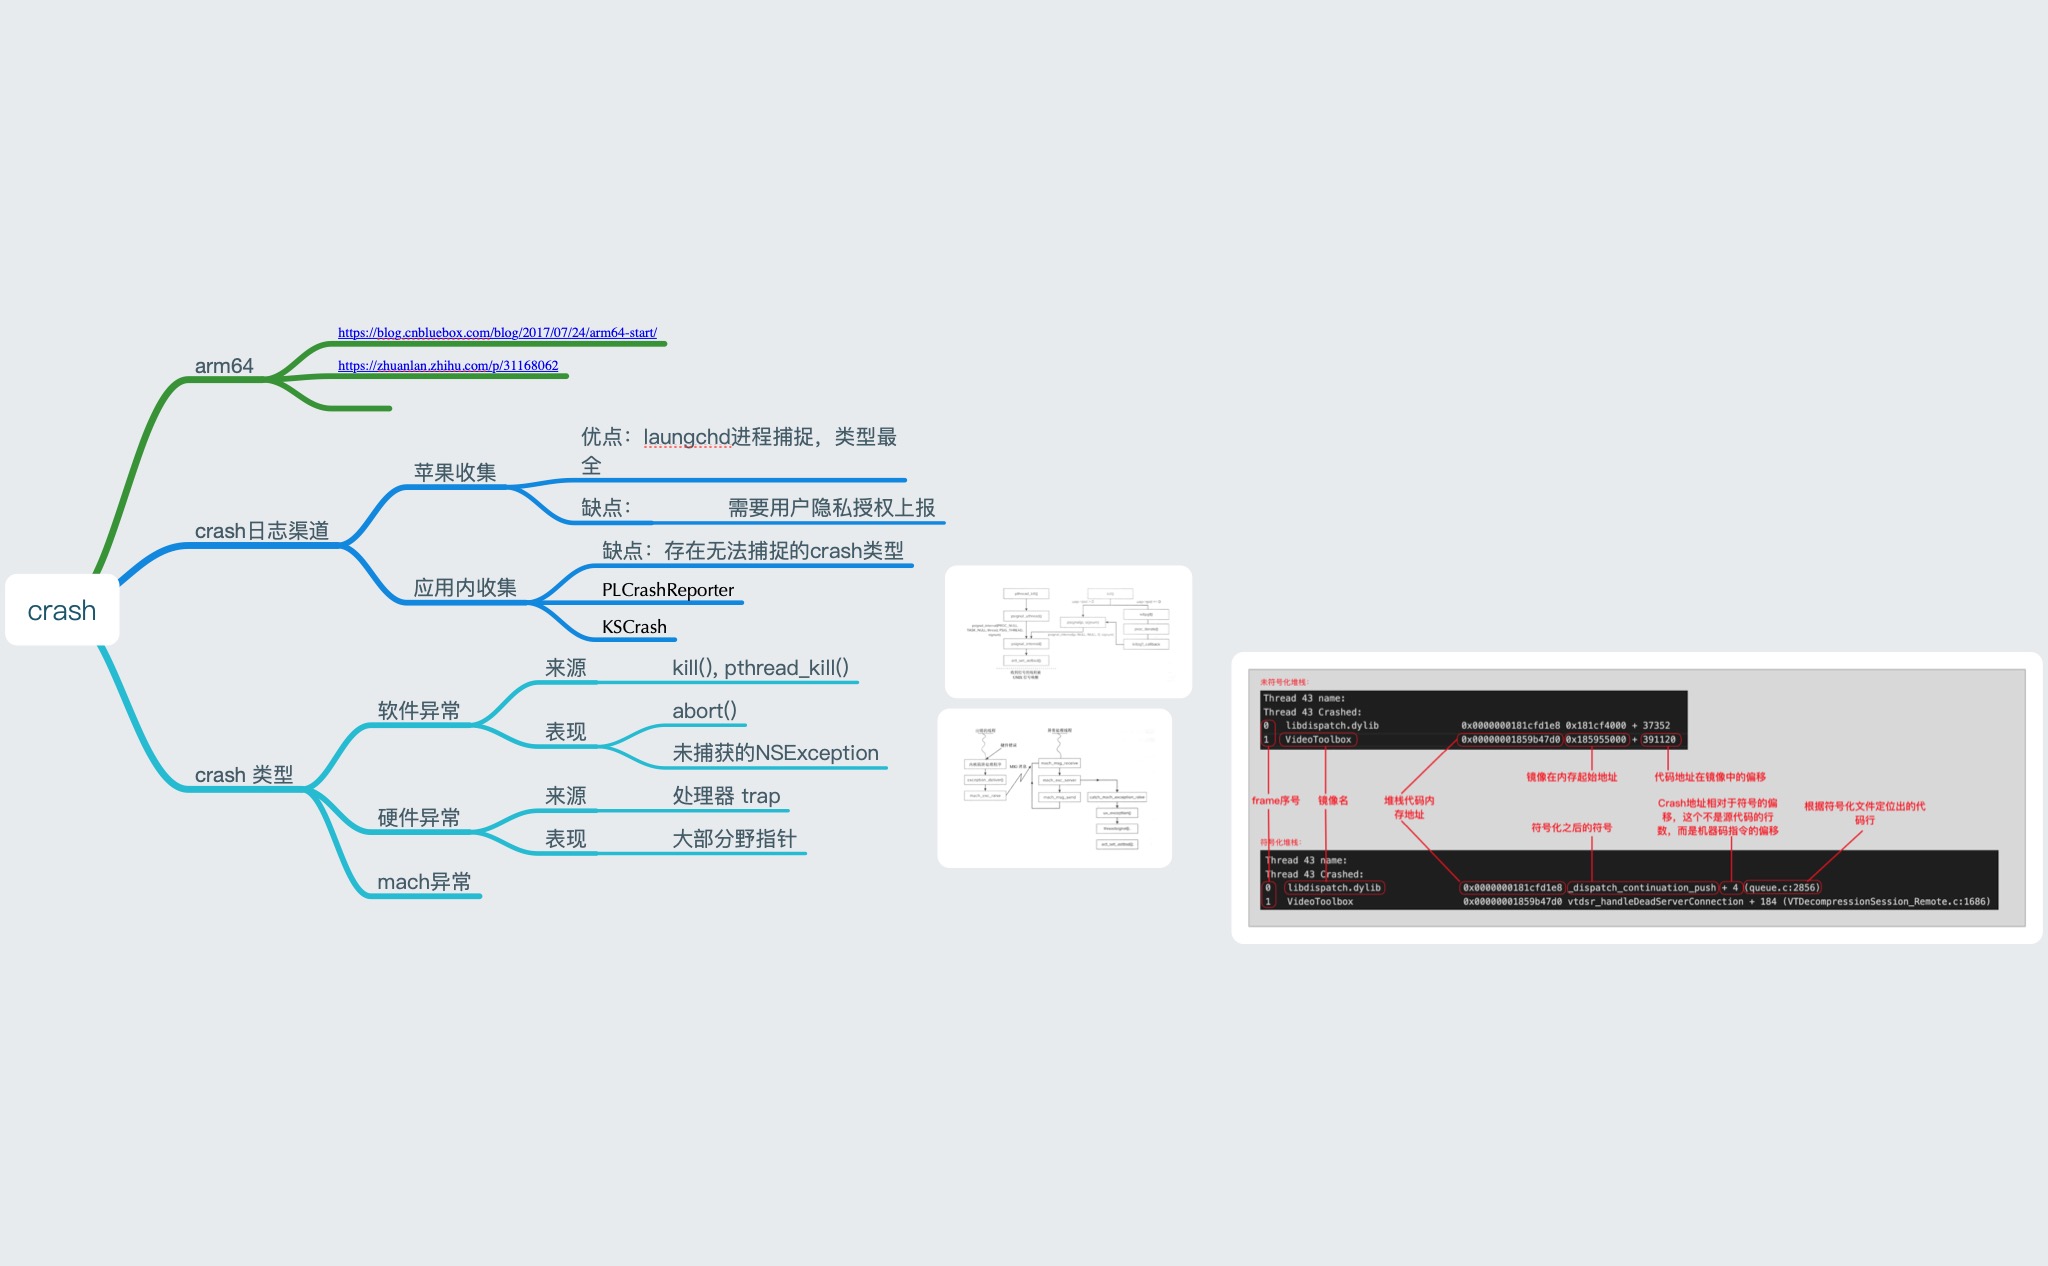 crash
arm64
https://blog.cnbluebox.com/blog/2017/07/24/arm64-start/
https://zhuanlan.zhihu.com/p/31168062
crash日志渠道
苹果收集
优点：laungchd进程捕捉，类型最
全
缺点：
需要用户隐私授权上报
应用内收集
缺点：存在无法捕捉的crash类型
PLCrashReporter
KSCrash
crash 类型
软件异常
来源
kill(), pthread_kill()
表现
abort()
未捕获的NSException
硬件异常
来源
处理器 trap
表现
大部分野指针
mach异常
mach_msg_receive
mach_exc_server
mach_msg_send
catch_mach_exception_raise
未符号化堆栈：
Thread 43 name:
Thread 43 Crashed:
0 libdispatch.dylib 0x0000000181cfd1e8 0x181cf4000 + 37352
1 VideoToolbox 0x00000001859b47d0 0x185955000 + 391120
镜像在内存起始地址
代码地址在镜像中的偏移
frame序号
镜像名
堆栈代码内
存地址
符号化之后的符号
Crash地址相对于符号的偏
移，这个不是源代码的行
数，而是机器码指令的偏移
根据符号化文件定位出的代
码行
符号化堆栈：
Thread 43 name:
Thread 43 Crashed:
0 libdispatch.dylib 0x0000000181cfd1e8 _dispatch_continuation_push + 4 (queue.c:2856)
1 VideoToolbox 0x00000001859b47d0 vtdsr_handleDeadServerConnection + 184 (VTDecompressionSession_Remote.c:1686)